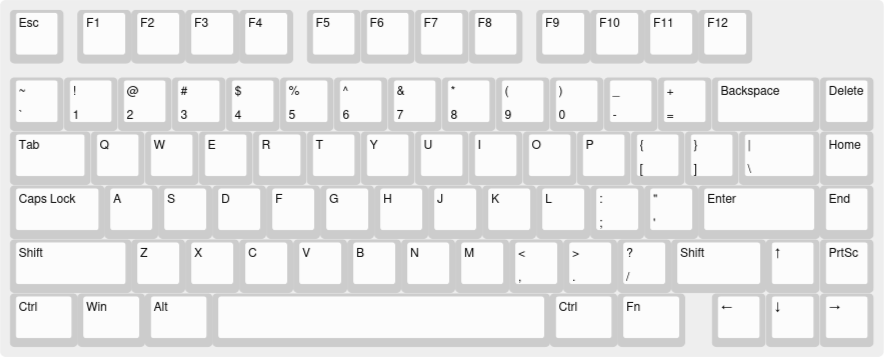 Esc F1 F2 F3 F4 F5 F6 F7 F8 F9 F10 F11 F12
~ ! @ # $ % ^ & * ( ) _ + Backspace Delete
` 1 2 3 4 5 6 7 8 9 0 - =
Tab Q W E R T Y U I O P { } | Home
[ ] \
Caps Lock A S D F G H J K L : " Enter End
; '
Shift Z X C V B N M < > ? Shift ↑ PrtSc
, . /
Ctrl Win Alt Ctrl Fn ← ↓ →